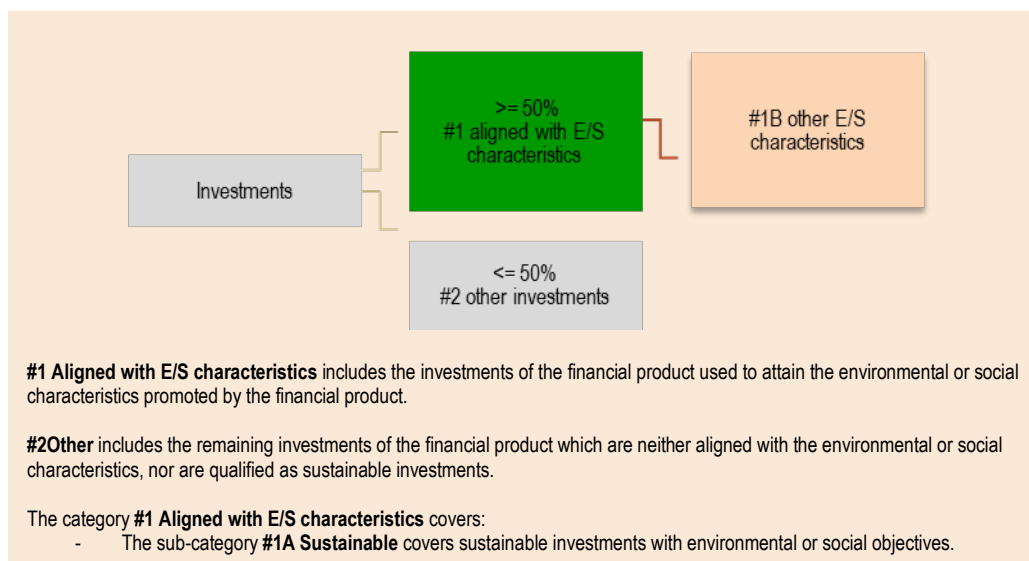 >= 50%
#1 aligned with E/S
characteristics
#1B other E/S
characteristics
Investments
<= 50%
#2 other investments
#1 Aligned with E/S characteristics includes the investments of the financial product used to attain the environmental or social
characteristics promoted by the financial product.
#2Other includes the remaining investments of the financial product which are neither aligned with the environmental or social
characteristics, nor are qualified as sustainable investments.
The category #1 Aligned with E/S characteristics covers:
- The sub-category #1A Sustainable covers sustainable investments with environmental or social objectives.